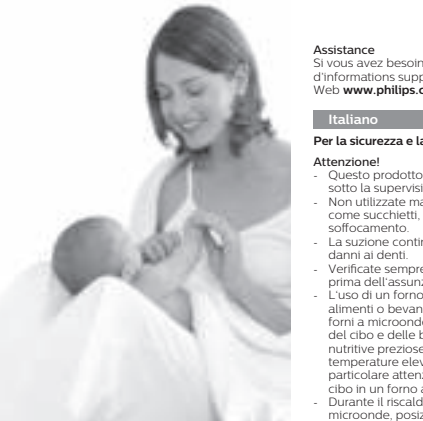 Assistance
Si vous avez besoin
d'informations supp
Web www.philips.c
Italiano
Per la sicurezza e la
Attenzione!
- Questo prodotto
sotto la supervisi
- Non utilizzate ma
come succhietti,
soffocamento.
- La suzione contin
danni ai denti.
- Verificate sempre
prima dell'assunz
- L'uso di un forno
alimenti o bevan
forni a microonde
del cibo e delle b
nutritive preziose
temperature elev
particolare atten
cibo in un forno a
- Durante il riscald
microonde, posiz